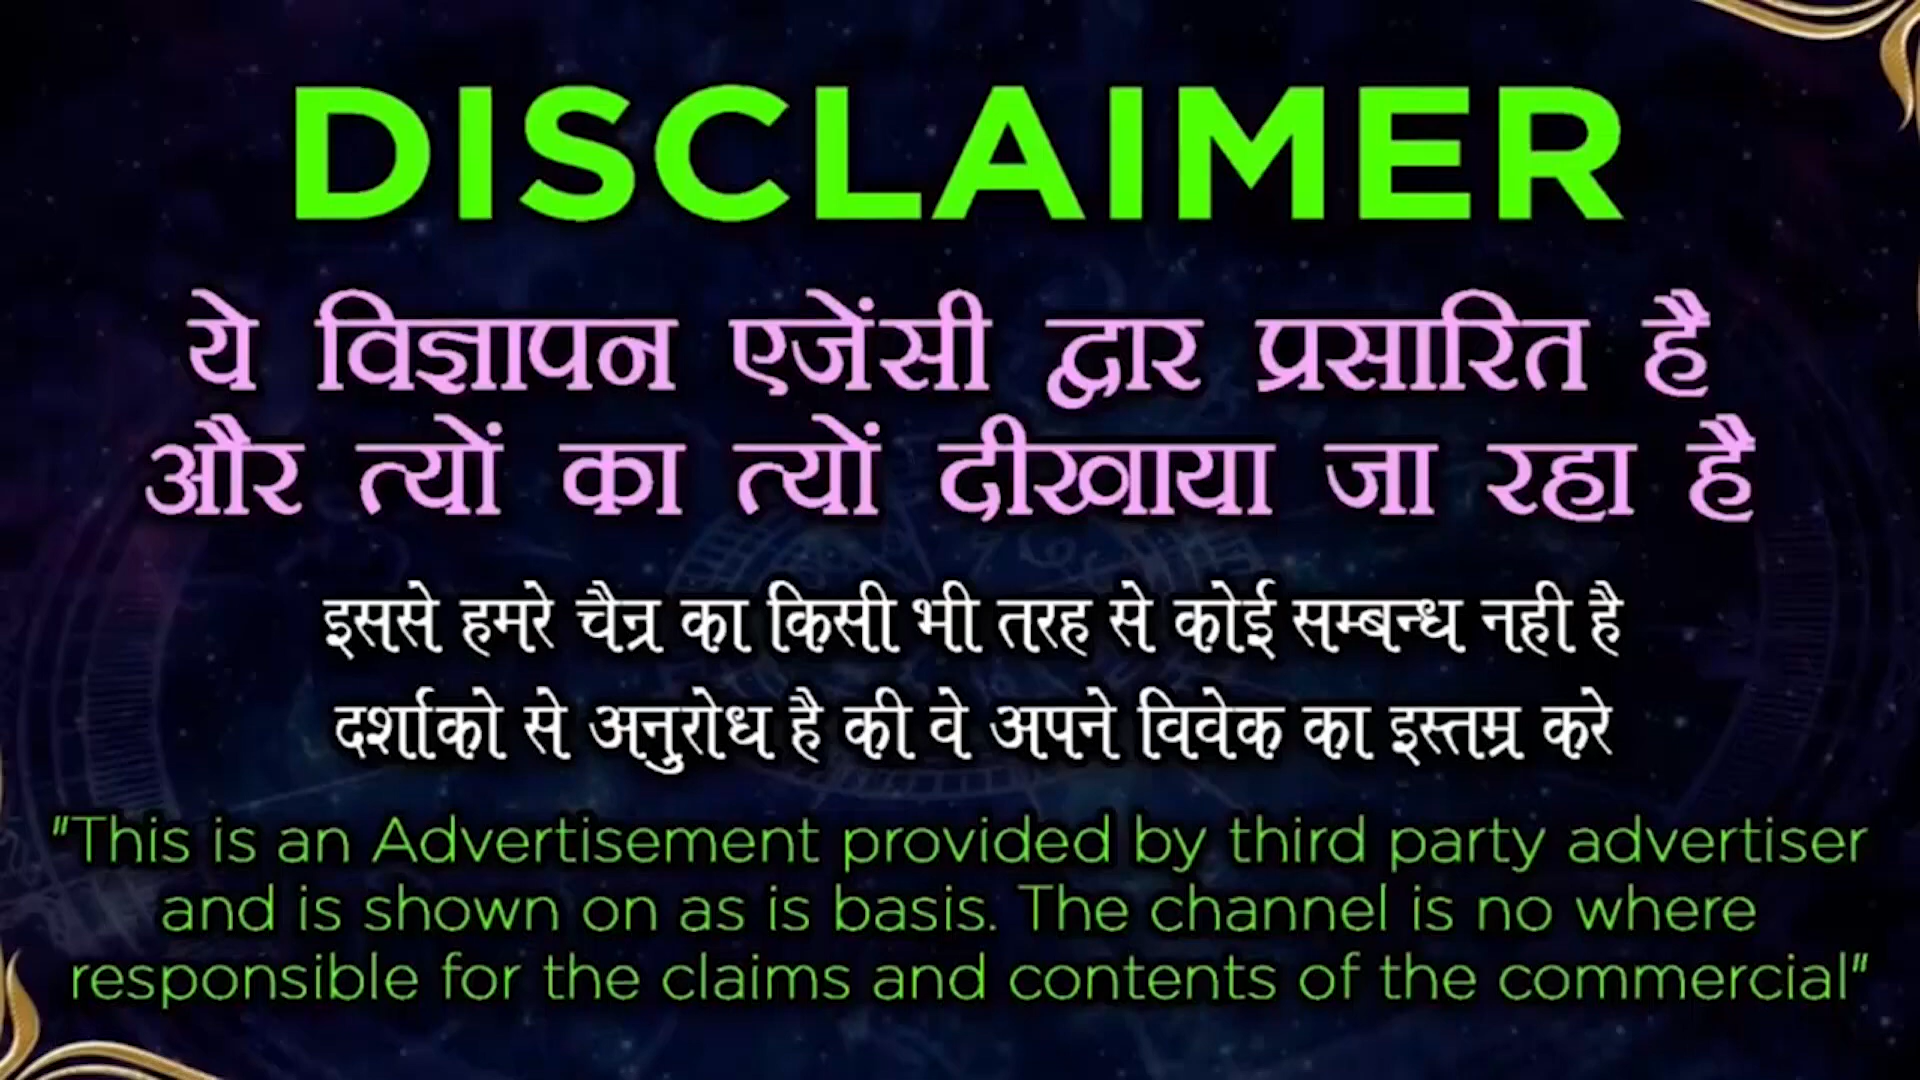 DISCLAIMER
ये विज्ञापन एजेंसी द्वार प्रसारित है
और त्यों का त्यों दीखाया जा रहा है
इससे हमरे चैन्र का किसी भी तरह से कोई सम्बन्ध नही है
दर्शाको से अनुरोध है की वे अपने विवेक का इस्तम्र करे
"This is an Advertisement provided by third party advertiser
and is shown on as is basis. The channel is no where
responsible for the claims and contents of the commercial"